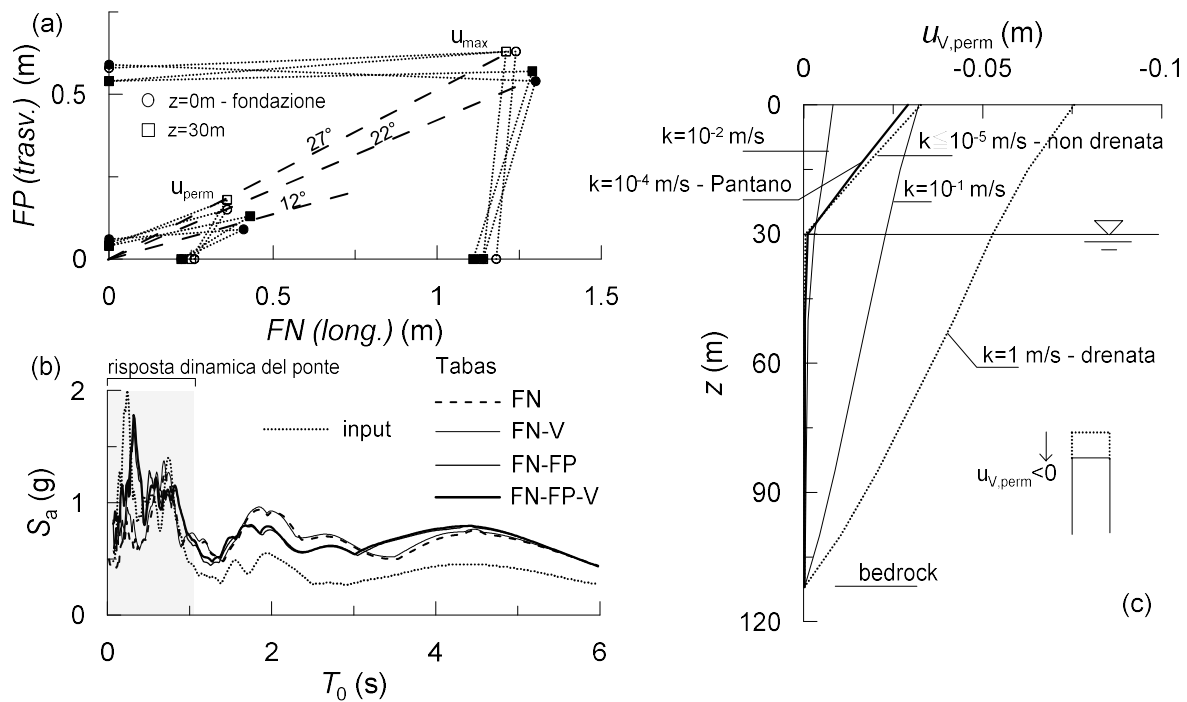 (a)
FP (trasv.) (m)
0.5
0
u_max
z=0m - fondazione
z=30m
27°
22°
u_perm
12°
0 0.5 1 1.5
FN (long.) (m)
(b)
risposta dinamica del ponte
Tabas
FN
FN-V
FN-FP
FN-FP-V
input
S_a (g)
2
1
0
0 2 4 6
T_0 (s)
u_V,perm (m)
0 -0.05 -0.1
0
30
60
90
120
z (m)
k=10^-2 m/s
k≤10^-5 m/s - non drenata
k=10^-4 m/s - Pantano
k=10^-1 m/s
k=1 m/s - drenata
u_V,perm<0
bedrock
(c)